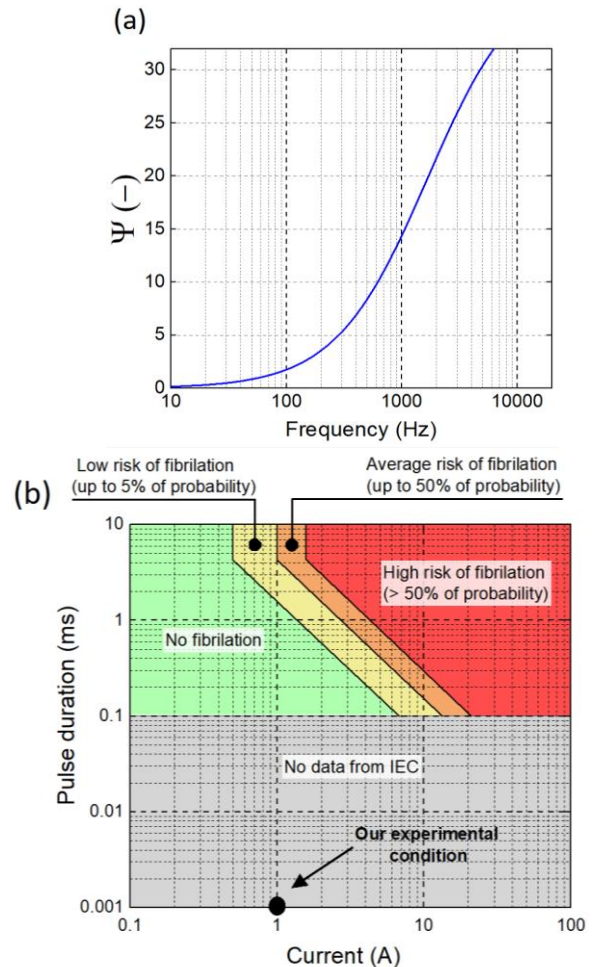 (a)
Ψ (−)
30
25
20
15
10
5
0
10 100 1000 10000
Frequency (Hz)
(b)
Low risk of fibrilation
(up to 5% of probability)
Average risk of fibrilation
(up to 50% of probability)
Pulse duration (ms)
10
1
0.1
0.01
0.001
High risk of fibrilation
(> 50% of probability)
No fibrilation
No data from IEC
Our experimental
condition
0.1 1 10 100
Current (A)